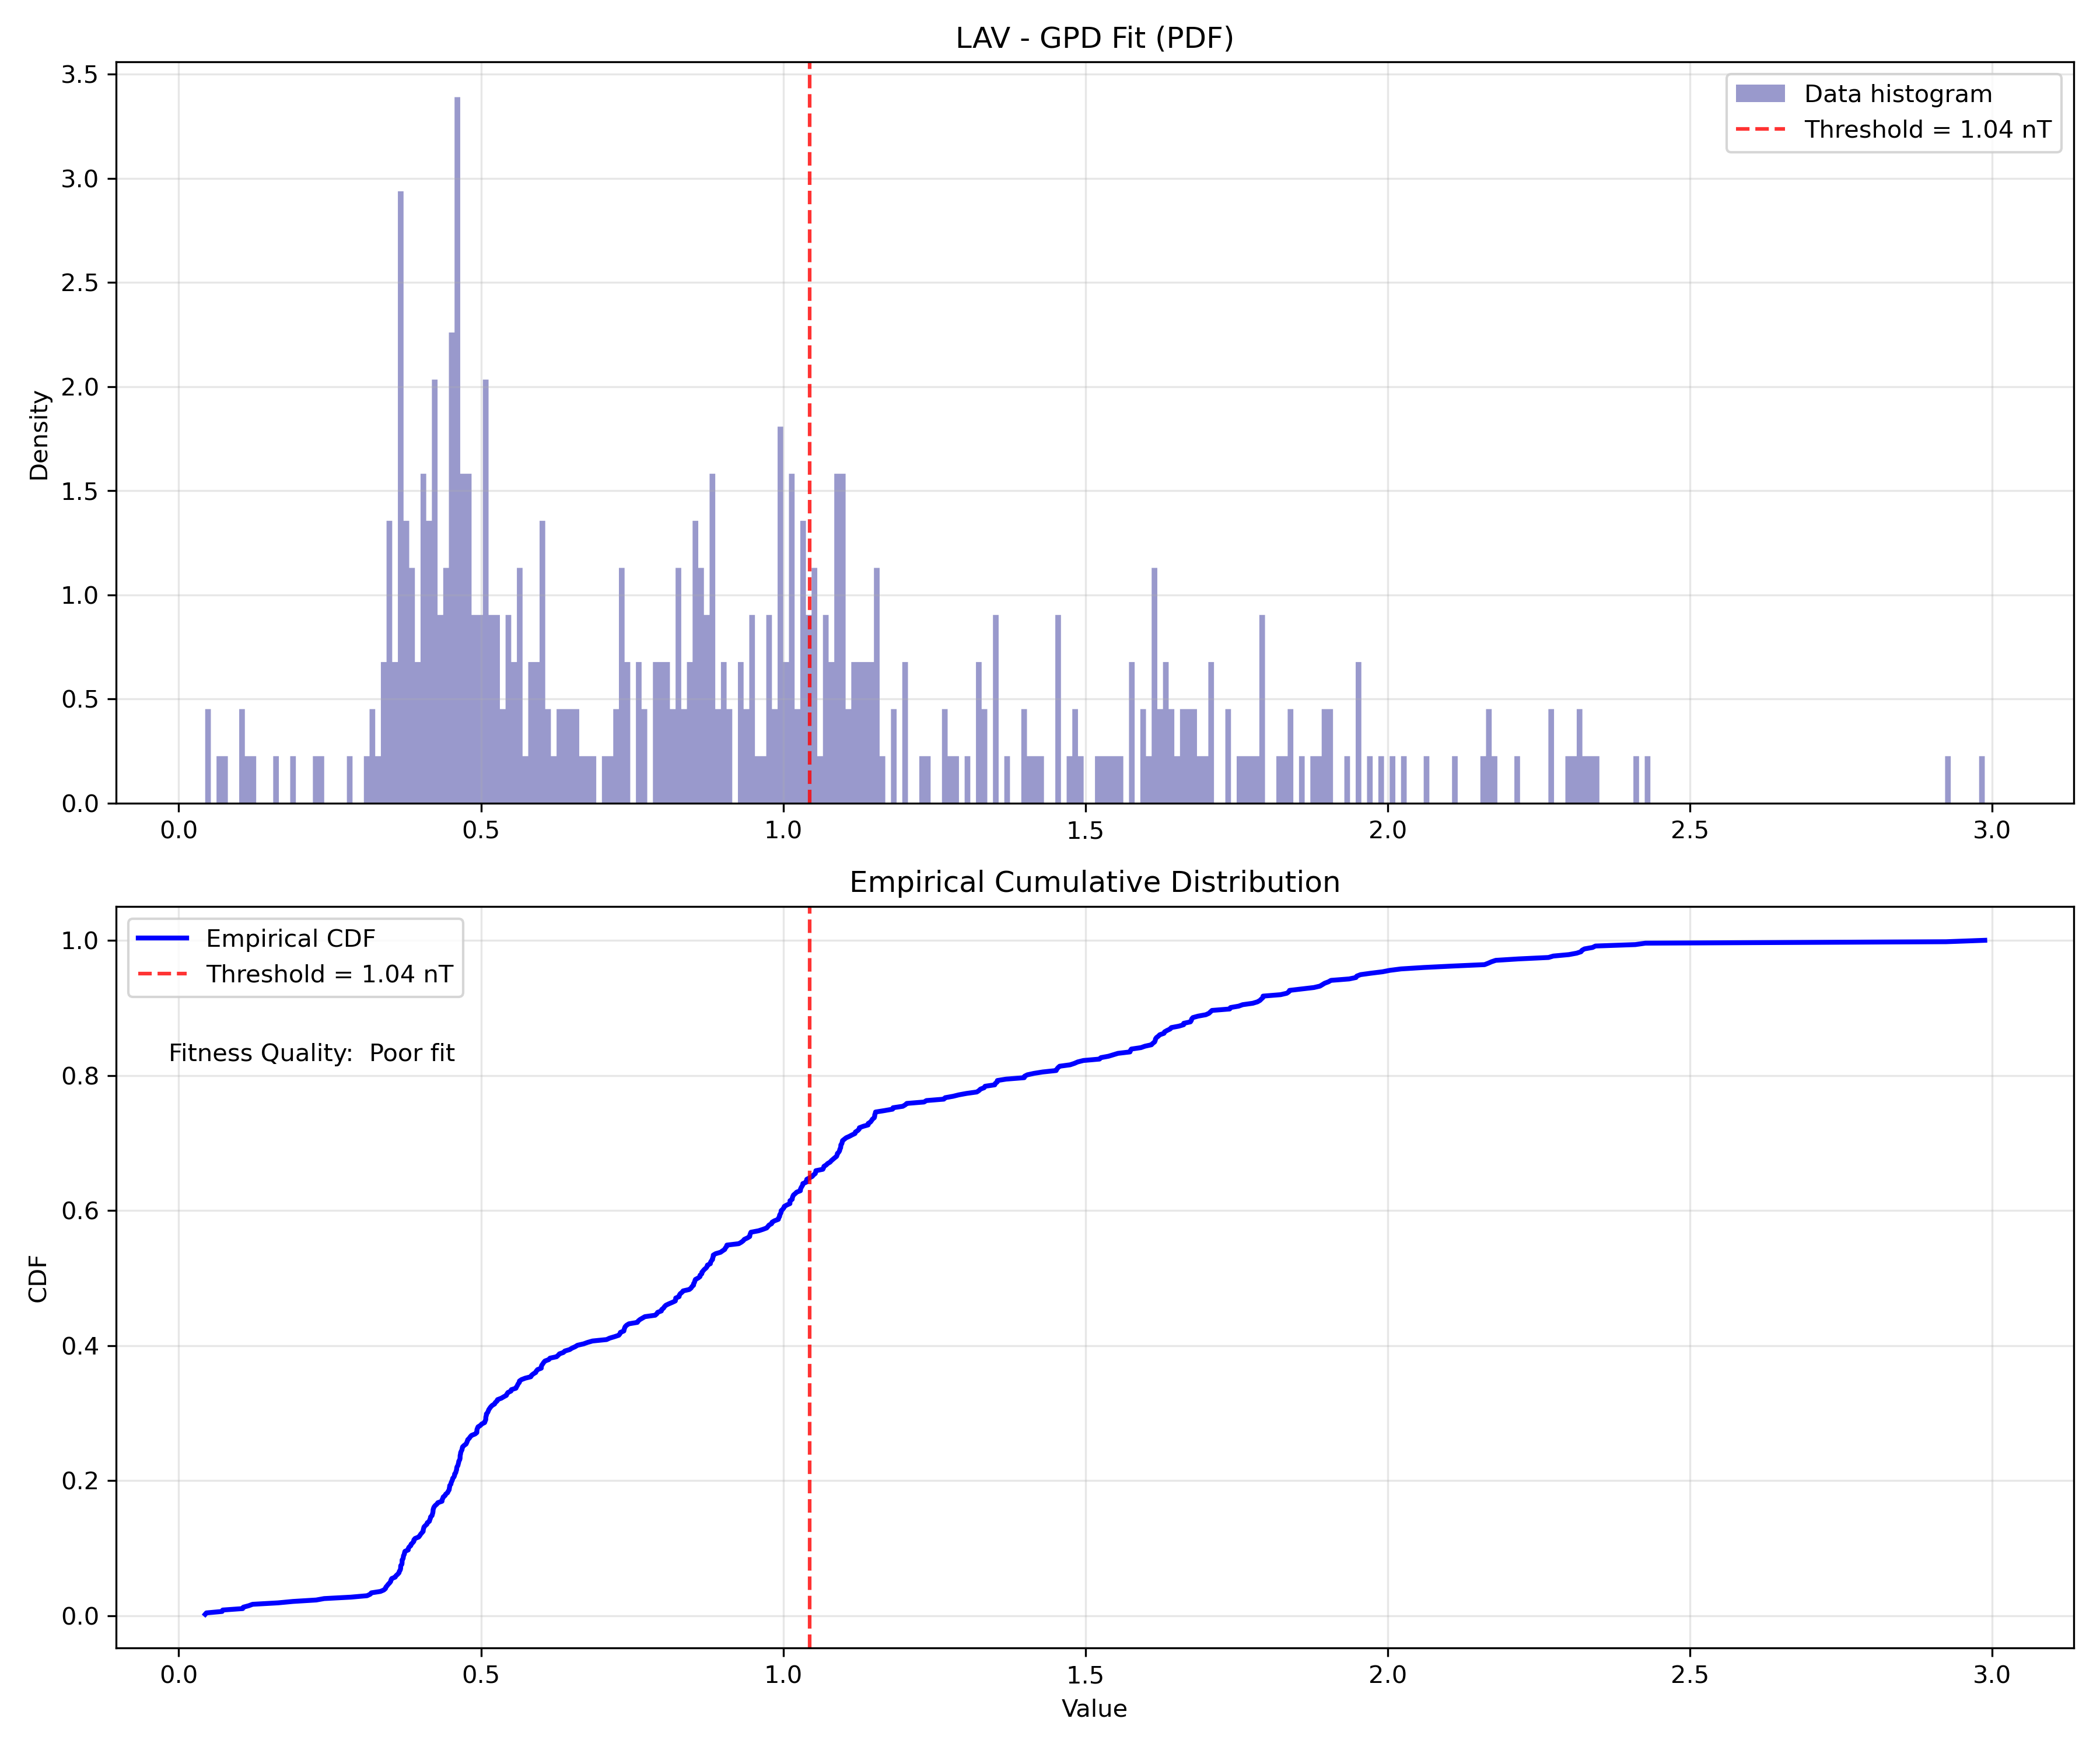 LAV - GPD Fit (PDF)
Data histogram
Threshold = 1.04 nT
Density
3.5
3.0
2.5
2.0
1.5
1.0
0.5
0.0
0.0 0.5 1.0 1.5 2.0 2.5 3.0
Empirical Cumulative Distribution
Empirical CDF
Threshold = 1.04 nT
Fitness Quality: Poor fit
CDF
1.0
0.8
0.6
0.4
0.2
0.0
0.0 0.5 1.0 1.5 2.0 2.5 3.0
Value